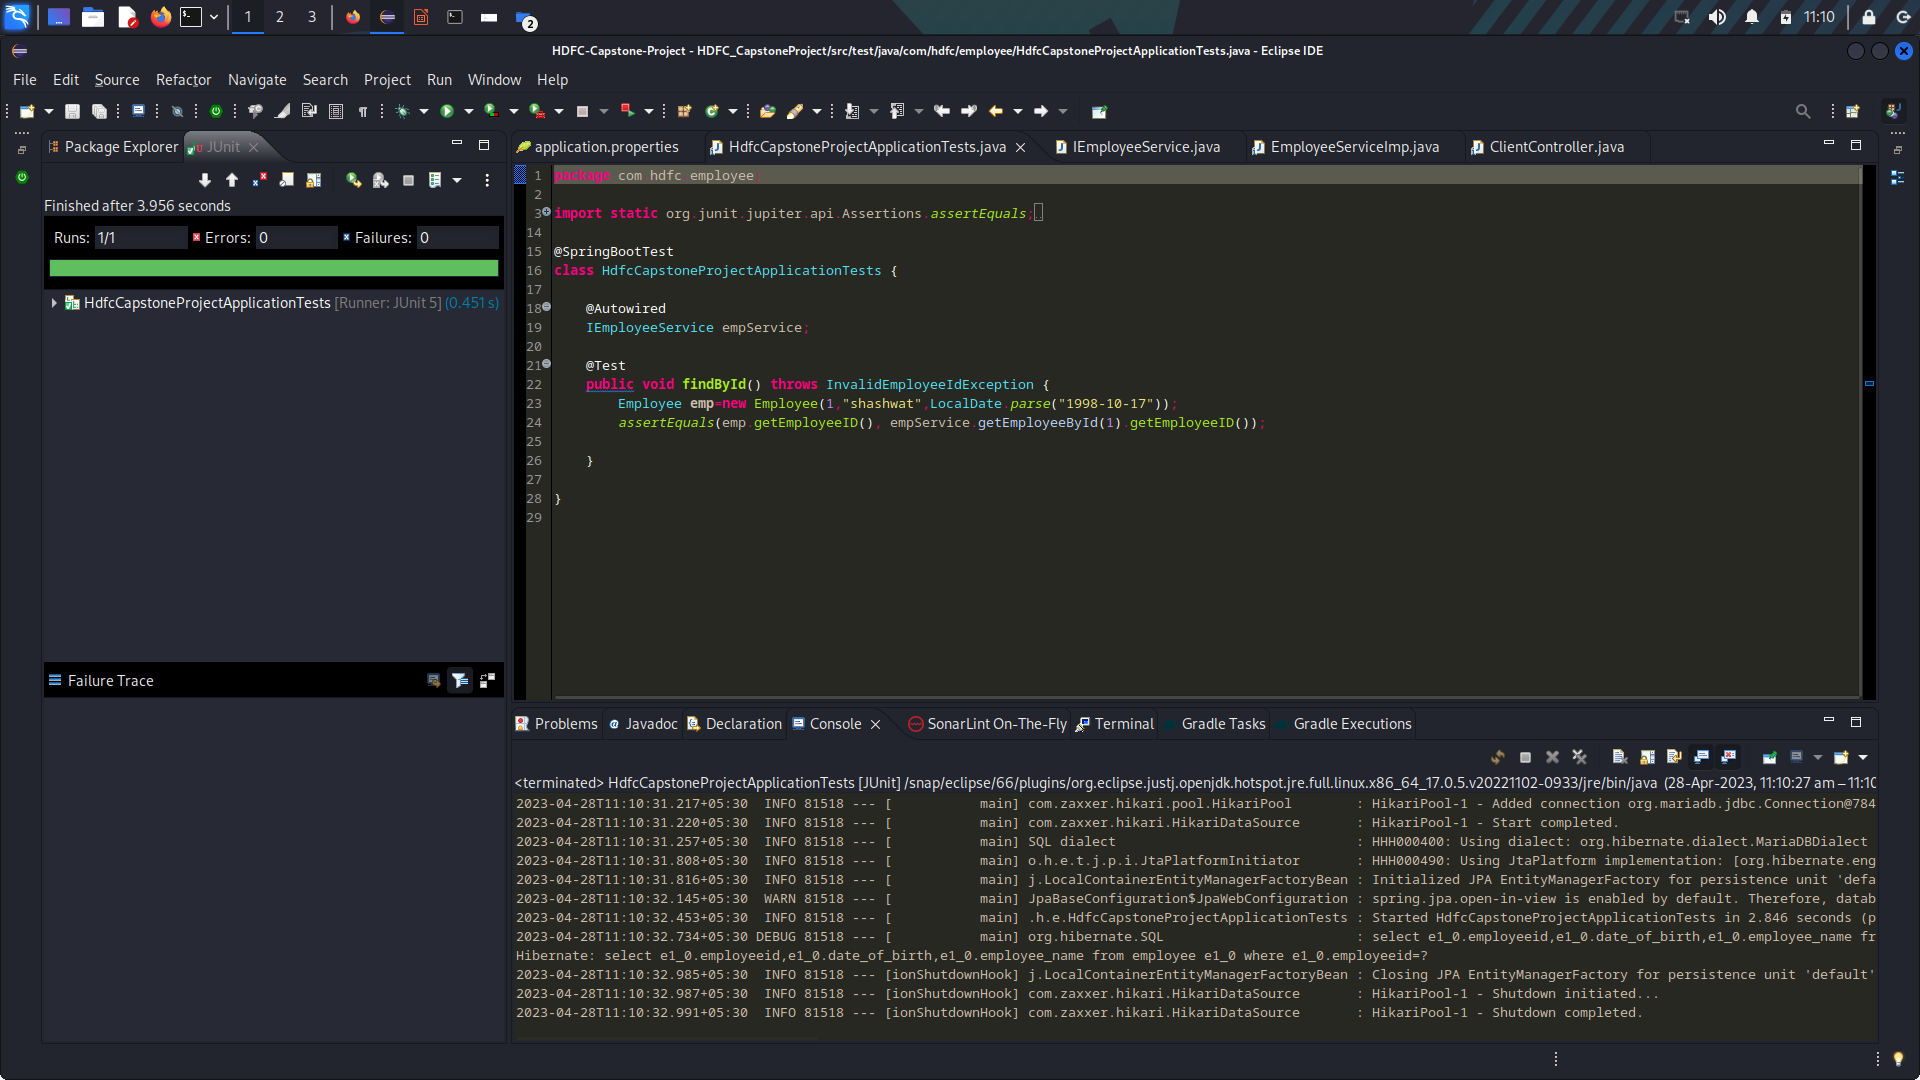 1 2 3
2
11:10
HDFC-Capstone-Project - HDFC_CapstoneProject/src/test/java/com/hdfc/employee/HdfcCapstoneProjectApplicationTests.java - Eclipse IDE
File Edit Source Refactor Navigate Search Project Run Window Help
Package Explorer JUnit
Finished after 3.956 seconds
Runs: 1/1 Errors: 0 Failures: 0
HdfcCapstoneProjectApplicationTests [Runner: JUnit 5] (0.451 s)
Failure Trace
application.properties HdfcCapstoneProjectApplicationTests.java IEmployeeService.java EmployeeServiceImp.java ClientController.java
1 package com.hdfc.employee;
2
3 import static org.junit.jupiter.api.Assertions.assertEquals;
14
15 @SpringBootTest
16 class HdfcCapstoneProjectApplicationTests {
17
18 @Autowired
19 IEmployeeService empService;
20
21 @Test
22 public void findById() throws InvalidEmployeeIdException {
23 Employee emp=new Employee(1,"shashwat",LocalDate.parse("1998-10-17"));
24 assertEquals(emp.getEmployeeID(), empService.getEmployeeById(1).getEmployeeID());
25
26 }
27
28 }
29
Problems Javadoc Declaration Console SonarLint On-The-Fly Terminal Gradle Tasks Gradle Executions
<terminated> HdfcCapstoneProjectApplicationTests [JUnit] /snap/eclipse/66/plugins/org.eclipse.justj.openjdk.hotspot.jre.full.linux.x86_64_17.0.5.v20221102-0933/jre/bin/java (28-Apr-2023, 11:10:27 am – 11:10
2023-04-28T11:10:31.217+05:30 INFO 81518 --- [ main] com.zaxxer.hikari.pool.HikariPool : HikariPool-1 - Added connection org.mariadb.jdbc.Connection@784
2023-04-28T11:10:31.220+05:30 INFO 81518 --- [ main] com.zaxxer.hikari.HikariDataSource : HikariPool-1 - Start completed.
2023-04-28T11:10:31.257+05:30 INFO 81518 --- [ main] SQL dialect : HHH000400: Using dialect: org.hibernate.dialect.MariaDBDialect
2023-04-28T11:10:31.808+05:30 INFO 81518 --- [ main] o.h.e.t.j.p.i.JtaPlatformInitiator : HHH000490: Using JtaPlatform implementation: [org.hibernate.eng
2023-04-28T11:10:31.816+05:30 INFO 81518 --- [ main] j.LocalContainerEntityManagerFactoryBean : Initialized JPA EntityManagerFactory for persistence unit 'defa
2023-04-28T11:10:32.145+05:30 WARN 81518 --- [ main] JpaBaseConfiguration$JpaWebConfiguration : spring.jpa.open-in-view is enabled by default. Therefore, datab
2023-04-28T11:10:32.453+05:30 INFO 81518 --- [ main] .h.e.HdfcCapstoneProjectApplicationTests : Started HdfcCapstoneProjectApplicationTests in 2.846 seconds (p
2023-04-28T11:10:32.734+05:30 DEBUG 81518 --- [ main] org.hibernate.SQL : select e1_0.employeeid,e1_0.date_of_birth,e1_0.employee_name fr
Hibernate: select e1_0.employeeid,e1_0.date_of_birth,e1_0.employee_name from employee e1_0 where e1_0.employeeid=?
2023-04-28T11:10:32.985+05:30 INFO 81518 --- [ionShutdownHook] j.LocalContainerEntityManagerFactoryBean : Closing JPA EntityManagerFactory for persistence unit 'default'
2023-04-28T11:10:32.987+05:30 INFO 81518 --- [ionShutdownHook] com.zaxxer.hikari.HikariDataSource : HikariPool-1 - Shutdown initiated...
2023-04-28T11:10:32.991+05:30 INFO 81518 --- [ionShutdownHook] com.zaxxer.hikari.HikariDataSource : HikariPool-1 - Shutdown completed.